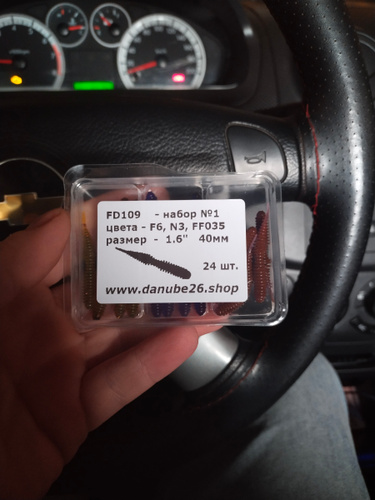 FD109 - набор №1
цвета - F6, N3, FF035
размер - 1.6" 40мм
24 шт.
www.danube26.shop